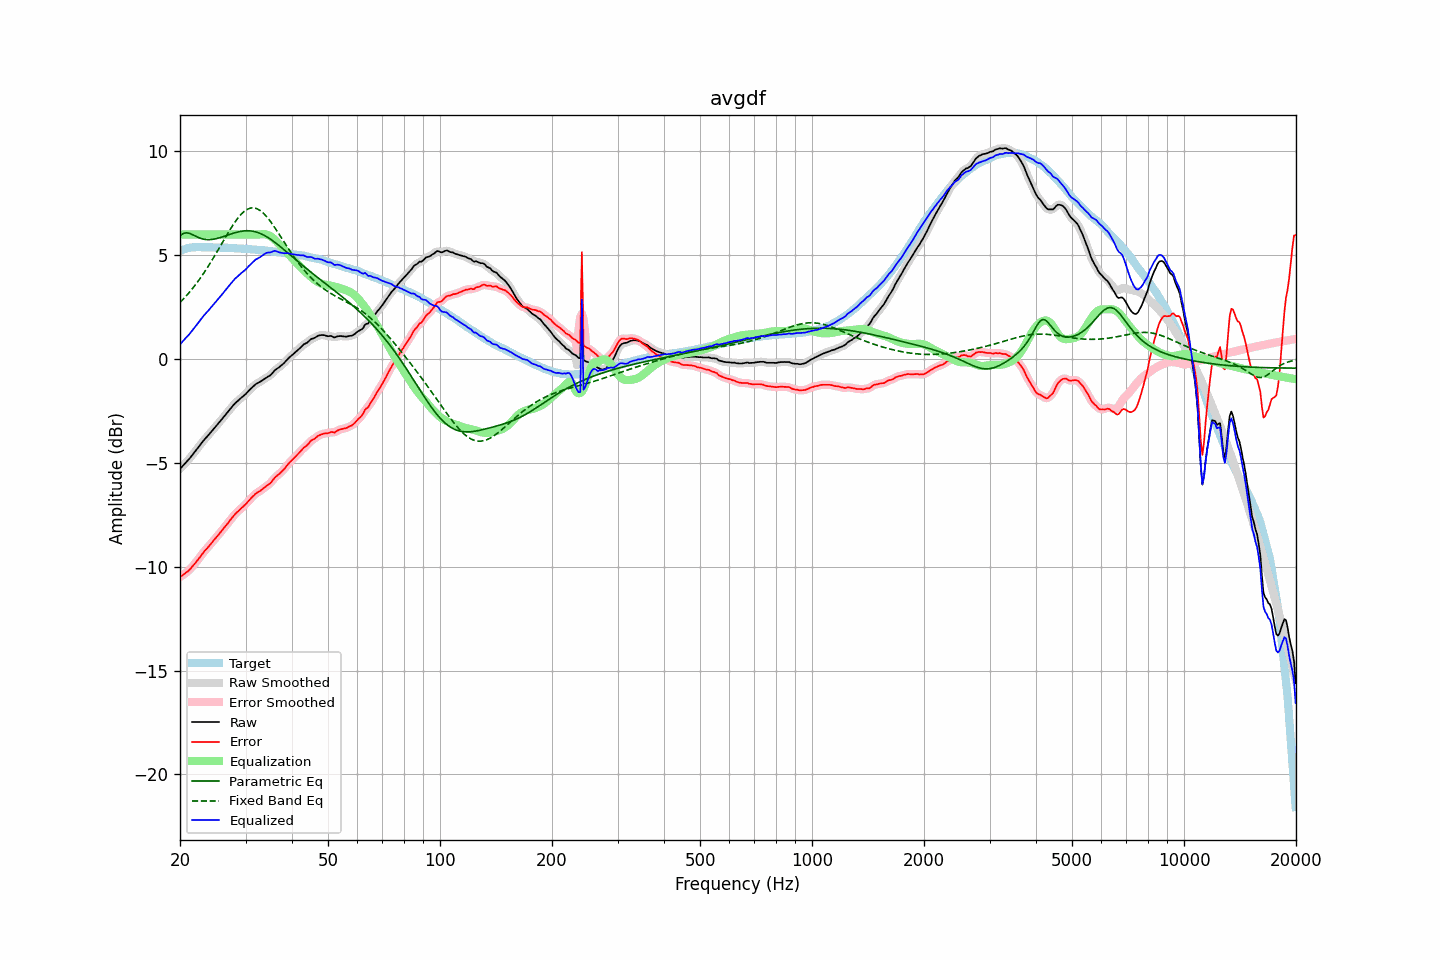 avgdf
Amplitude (dBr)
10
5
0
−5
−10
−15
−20
Target
Raw Smoothed
Error Smoothed
Raw
Error
Equalization
Parametric Eq
Fixed Band Eq
Equalized
20 50 100 200 500 1000 2000 5000 10000 20000
Frequency (Hz)